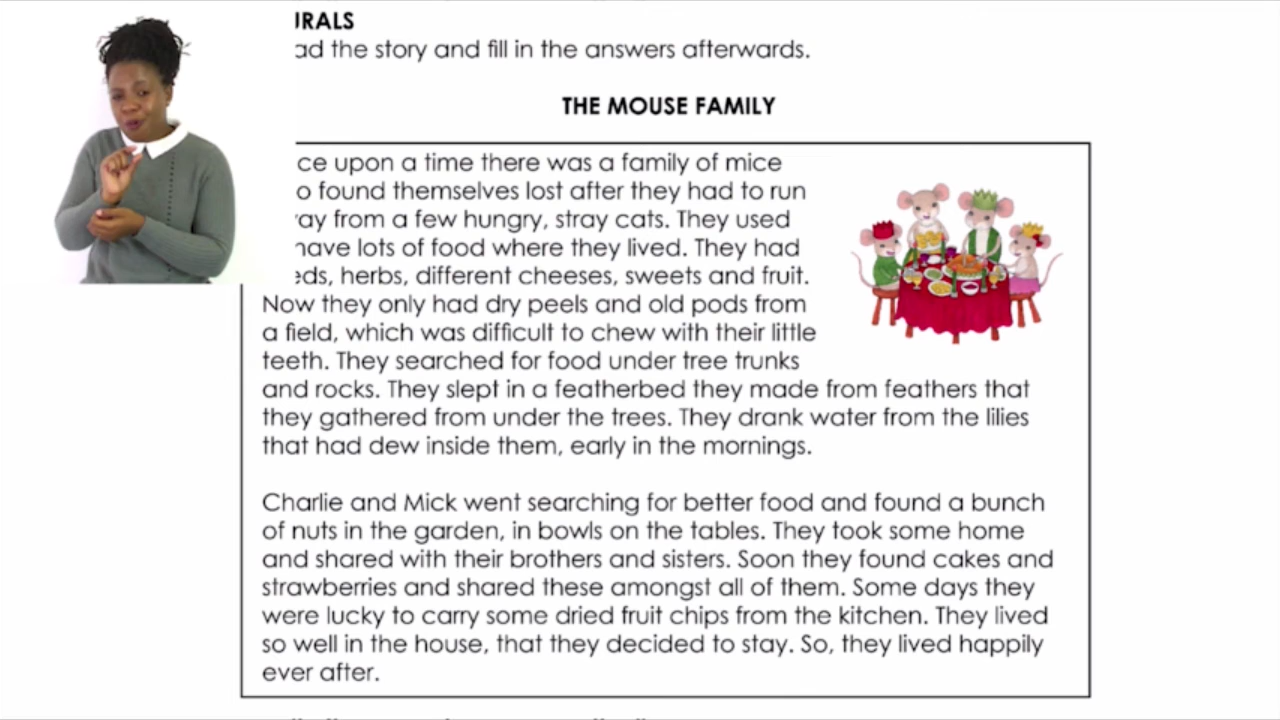 URALS
ad the story and fill in the answers afterwards.
THE MOUSE FAMILY
ce upon a time there was a family of mice
o found themselves lost after they had to run
ay from a few hungry, stray cats. They used
have lots of food where they lived. They had
eds, herbs, different cheeses, sweets and fruit.
Now they only had dry peels and old pods from
a field, which was difficult to chew with their little
teeth. They searched for food under tree trunks
and rocks. They slept in a featherbed they made from feathers that
they gathered from under the trees. They drank water from the lilies
that had dew inside them, early in the mornings.
Charlie and Mick went searching for better food and found a bunch
of nuts in the garden, in bowls on the tables. They took some home
and shared with their brothers and sisters. Soon they found cakes and
strawberries and shared these amongst all of them. Some days they
were lucky to carry some dried fruit chips from the kitchen. They lived
so well in the house, that they decided to stay. So, they lived happily
ever after.